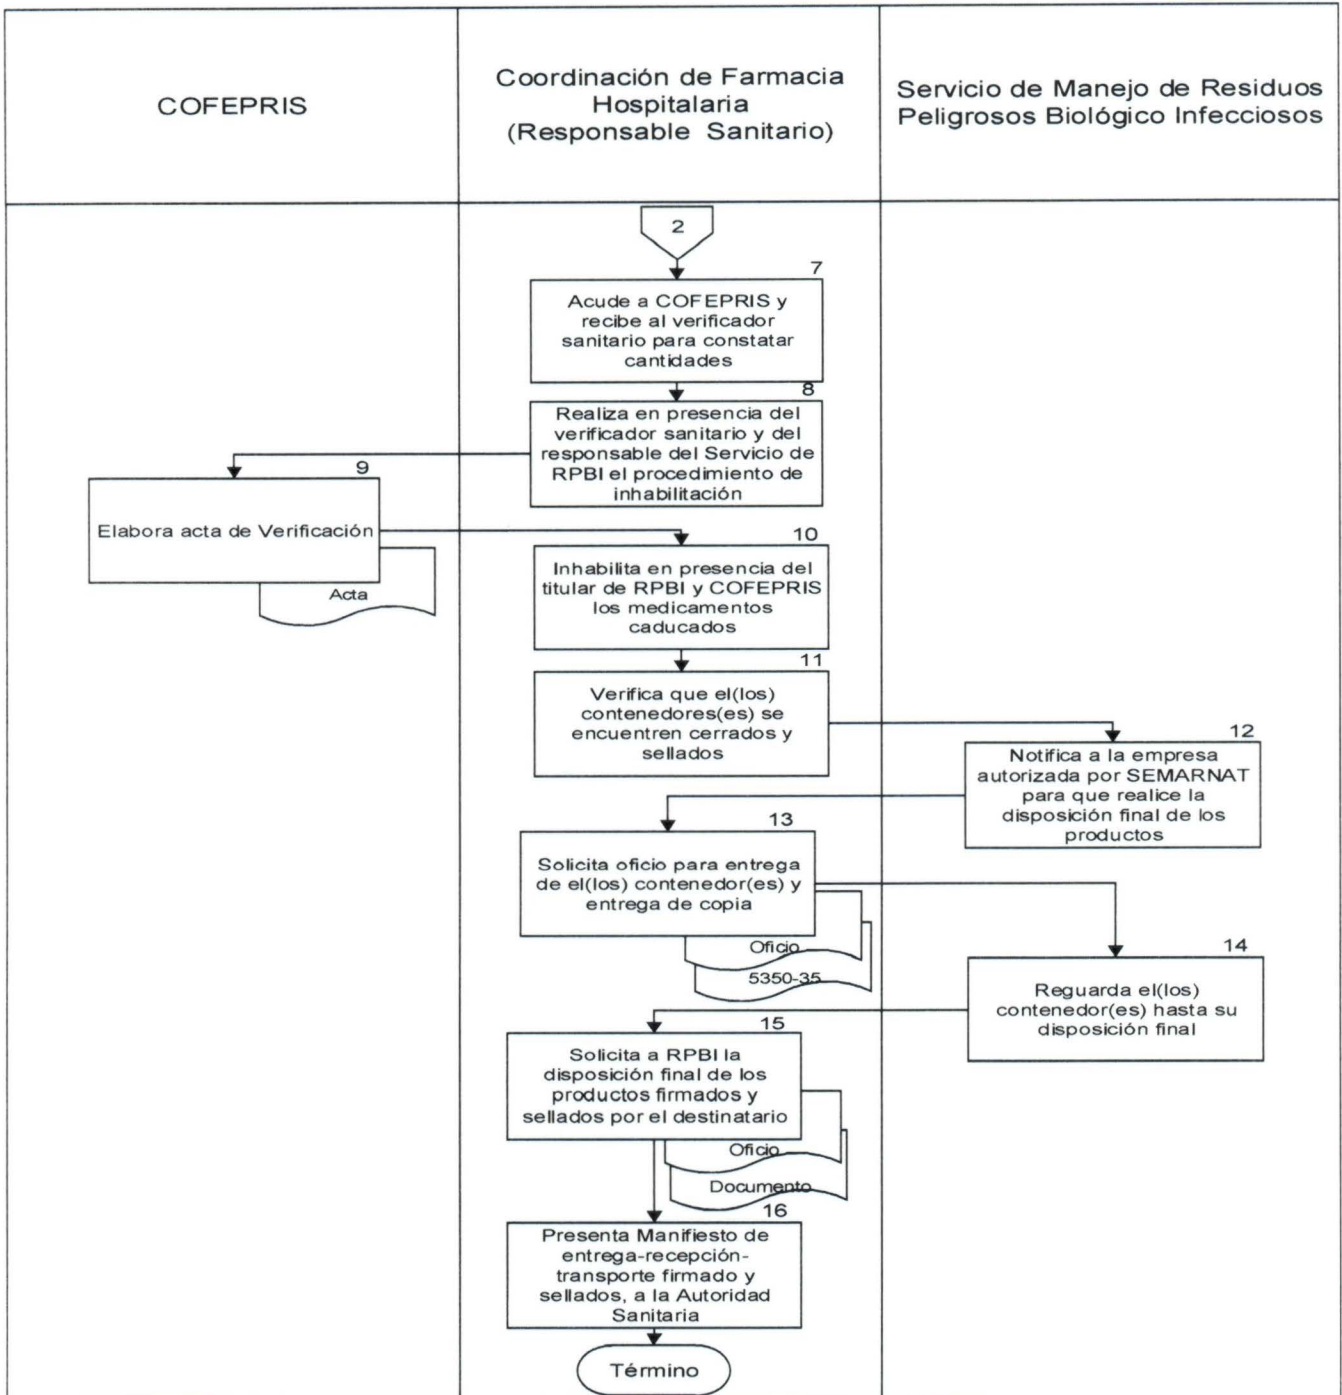 COFEPRIS
Coordinación de Farmacia
Hospitalaria
(Responsable Sanitario)
Servicio de Manejo de Residuos
Peligrosos Biológico Infecciosos
2
7
Acude a COFEPRIS y
recibe al verificador
sanitario para constatar
cantidades
8
Realiza en presencia del
verificador sanitario y del
responsable del Servicio de
RPBI el procedimiento de
inhabilitación
9
Elabora acta de Verificación
Acta
10
Inhabilita en presencia del
titular de RPBI y COFEPRIS
los medicamentos
caducados
11
Verifica que el(los)
contenedores(es) se
encuentren cerrados y
sellados
12
Notifica a la empresa
autorizada por SEMARNAT
para que realice la
disposición final de los
productos
13
Solicita oficio para entrega
de el(los) contenedor(es) y
entrega de copia
Oficio
5350-35
14
Reguarda el(los)
contenedor(es) hasta su
disposición final
15
Solicita a RPBI la
disposición final de los
productos firmados y
sellados por el destinatario
Oficio
Documento
16
Presenta Manifiesto de
entrega-recepción-
transporte firmado y
sellados, a la Autoridad
Sanitaria
Término